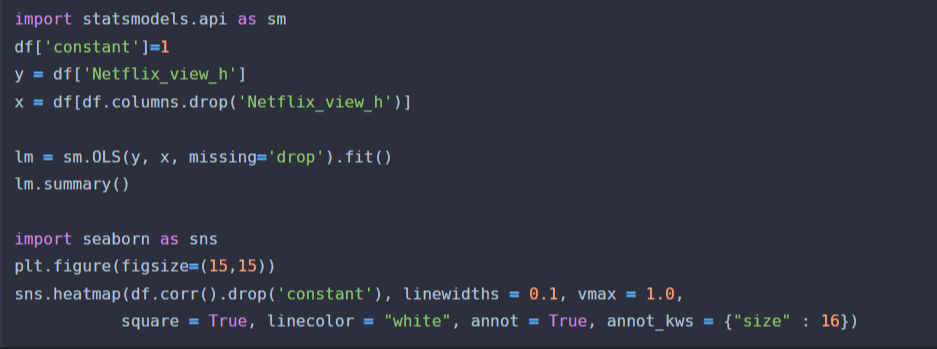 import statsmodels.api as sm
df['constant']=1
y = df['Netflix_view_h']
x = df[df.columns.drop('Netflix_view_h')]

lm = sm.OLS(y, x, missing='drop').fit()
lm.summary()

import seaborn as sns
plt.figure(figsize=(15,15))
sns.heatmap(df.corr().drop('constant'), linewidths = 0.1, vmax = 1.0,
           square = True, linecolor = "white", annot = True, annot_kws = {"size" : 16})